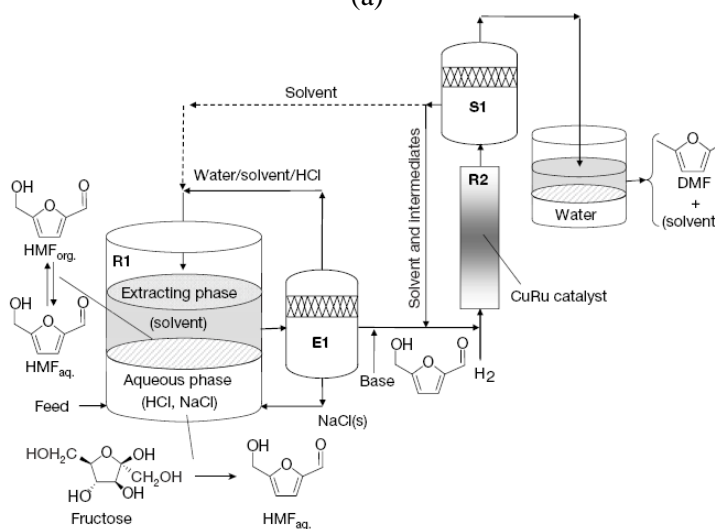 (a)
Solvent
S1
Water/solvent/HCl
R2
OH
O
HMForg.
R1
Solvent and intermediates
Water
O
DMF
+
(solvent
Extracting phase
(solvent)
CuRu catalyst
OH
O
HMFaq.
E1
Aqueous phase
(HCl, NaCl)
Base
OH
O
H2
Feed
NaCl(s)
HOH2C
O
OH
CH2OH
HO
OH
Fructose
OH
O
HMFaq.